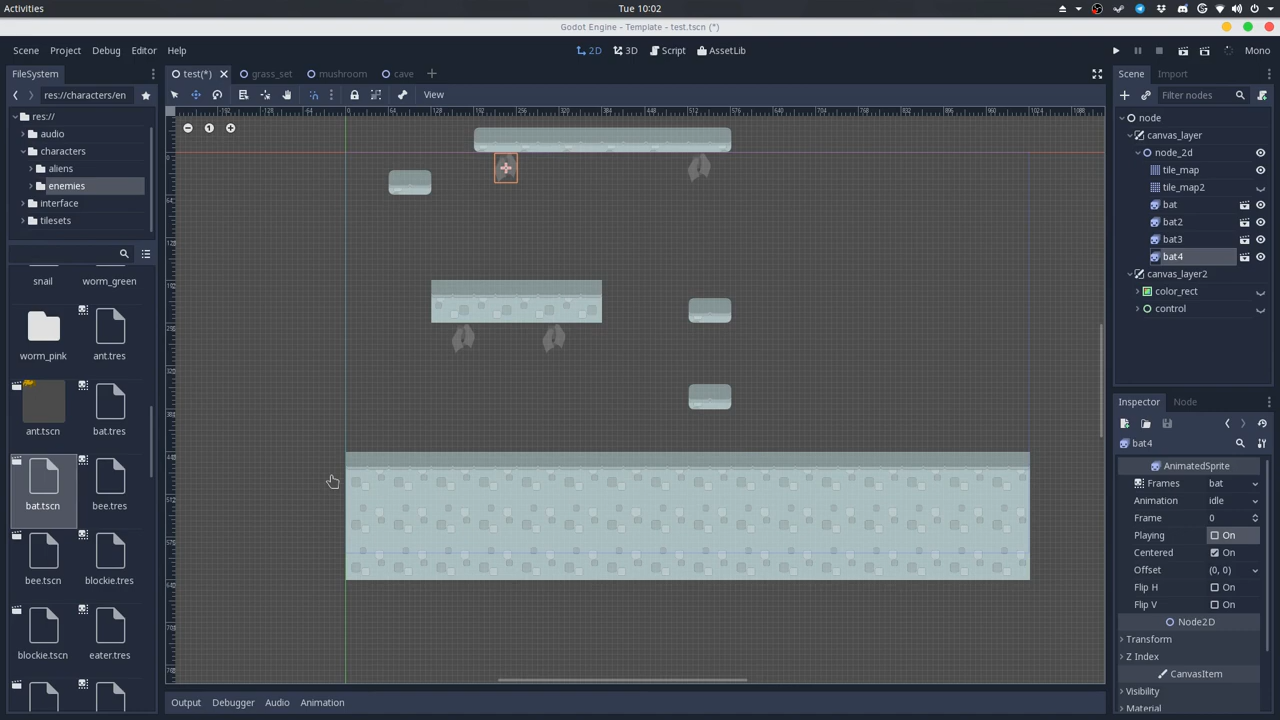 Activities
Tue 10:02
Godot Engine - Template - test.tscn (*)
Scene Project Debug Editor Help
2D 3D Script AssetLib
Mono
FileSystem
test(*) grass_set mushroom cave
Scene Import
res://characters/en
View
Filter nodes
res://
audio
characters
aliens
enemies
interface
tilesets
node
canvas_layer
node_2d
tile_map
tile_map2
bat
bat2
bat3
bat4
canvas_layer2
color_rect
control
snail
worm_green
worm_pink
ant.tres
ant.tscn
bat.tres
bat.tscn
bee.tres
bee.tscn
blockie.tres
blockie.tscn
eater.tres
Inspector Node
bat4
AnimatedSprite
Frames bat
Animation idle
Frame 0
Playing On
Centered On
Offset (0, 0)
Flip H On
Flip V On
Node2D
Transform
Z Index
CanvasItem
Visibility
Material
Output Debugger Audio Animation